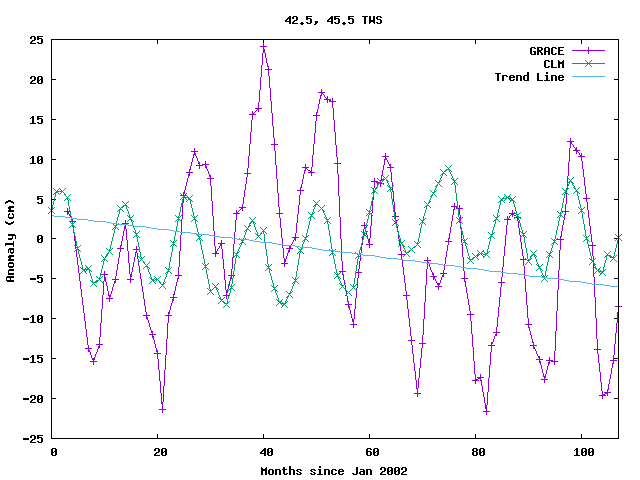 42.5, 45.5 TWS
GRACE
CLM
Trend Line
25
20
15
10
5
0
-5
-10
-15
-20
-25
Anomaly (cm)
0 20 40 60 80 100
Months since Jan 2002